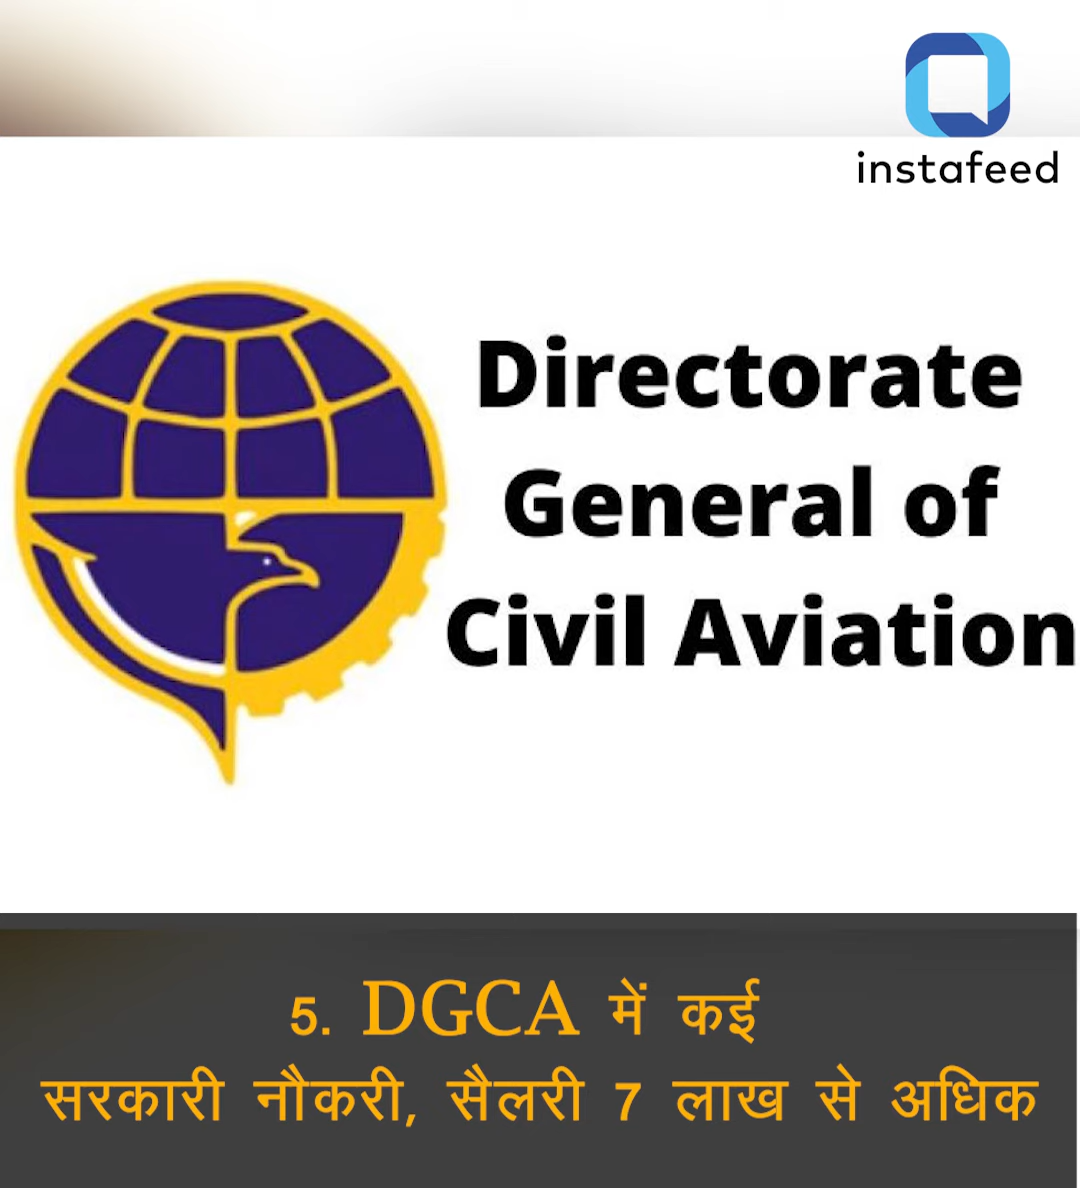 instafeed
Directorate
General of
Civil Aviation
5. DGCA में कई
सरकारी नौकरी, सैलरी 7 लाख से अधिक